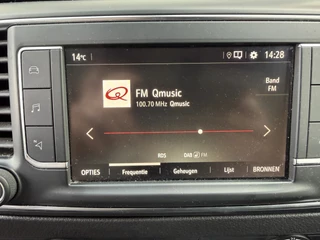 14°C 14:28
FM Qmusic
100.70 MHz Qmusic
Band
FM
RDS DAB FM
OPTIES Frequentie Geheugen Lijst BRONNEN